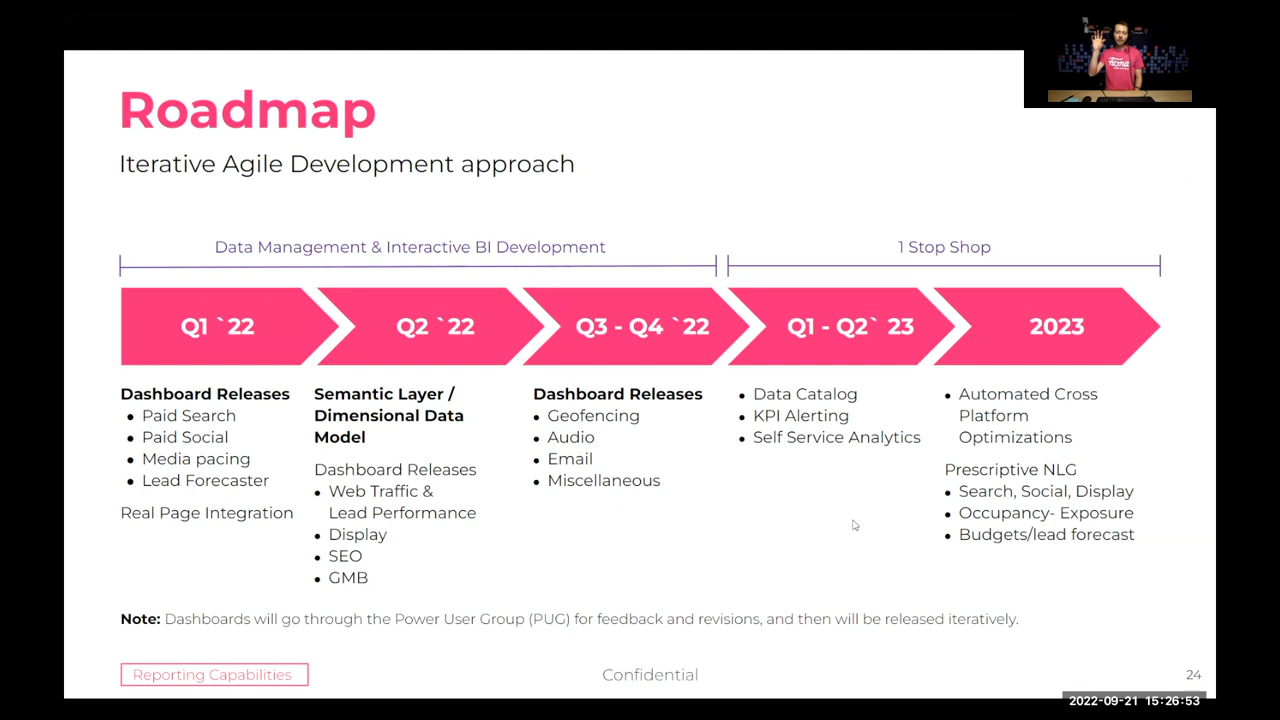 Roadmap
Iterative Agile Development approach
Data Management & Interactive BI Development
1 Stop Shop
Q1 `22
Q2 `22
Q3 - Q4 `22
Q1 - Q2` 23
2023
Dashboard Releases
• Paid Search
• Paid Social
• Media pacing
• Lead Forecaster
Real Page Integration
Semantic Layer /
Dimensional Data
Model
Dashboard Releases
• Web Traffic &
Lead Performance
• Display
• SEO
• GMB
Dashboard Releases
• Geofencing
• Audio
• Email
• Miscellaneous
• Data Catalog
• KPI Alerting
• Self Service Analytics
• Automated Cross
Platform
Optimizations
Prescriptive NLG
• Search, Social, Display
• Occupancy- Exposure
• Budgets/lead forecast
Note: Dashboards will go through the Power User Group (PUG) for feedback and revisions, and then will be released iteratively.
Reporting Capabilities
Confidential
24
2022-09-21 15:26:53